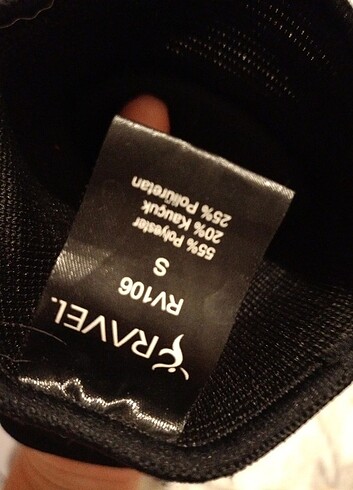 RAVEL.
RV106
S
55% Polyester
20% Kauçuk
25% Poliüretan